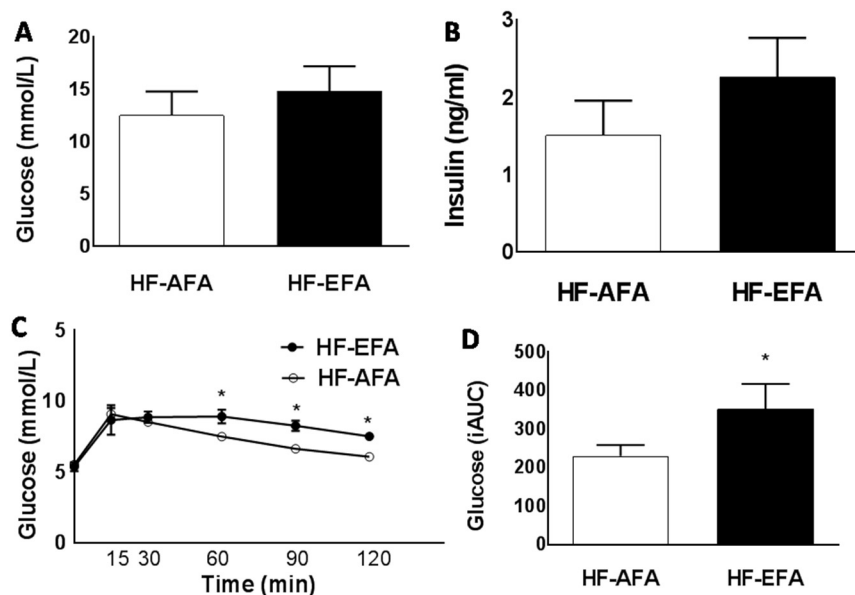 A
Glucose (mmol/L)
20
15
10
5
0
HF-AFA
HF-EFA
B
Insulin (ng/ml)
3
2
1
0
HF-AFA
HF-EFA
C
Glucose (mmol/L)
5
10
5
0
HF-EFA
HF-AFA
*
*
*
15 30 60 90 120
Time (min)
D
Glucose (iAUC)
500
400
300
200
100
0
*
HF-AFA
HF-EFA